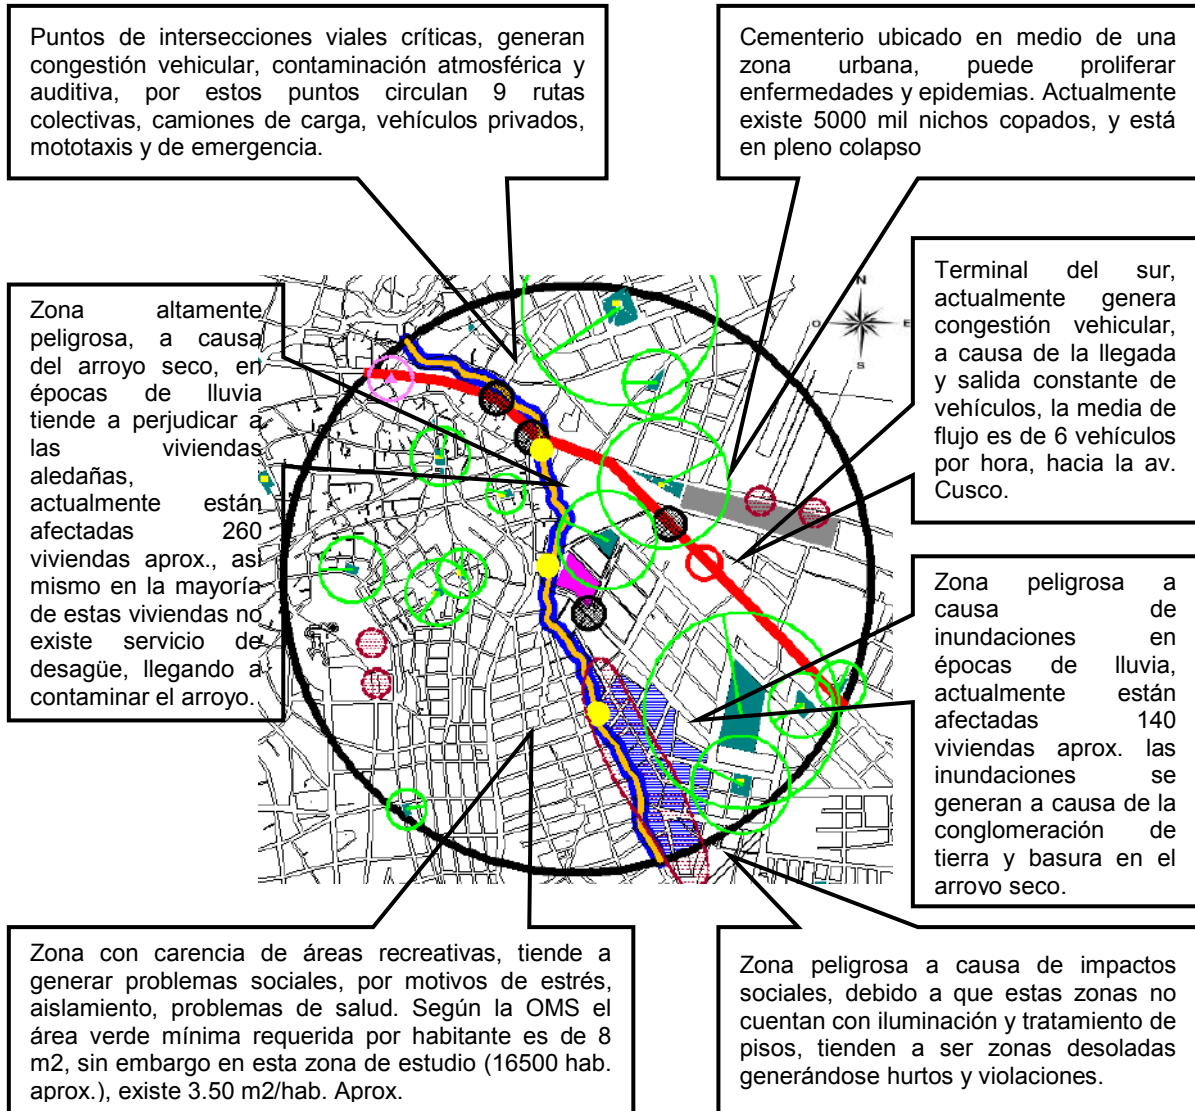 Puntos de intersecciones viales críticas, generan
congestión vehicular, contaminación atmosférica y
auditiva, por estos puntos circulan 9 rutas
colectivas, camiones de carga, vehículos privados,
mototaxis y de emergencia.
Cementerio ubicado en medio de una
zona urbana, puede proliferar
enfermedades y epidemias. Actualmente
existe 5000 mil nichos copados, y está
en pleno colapso
Zona altamente
peligrosa, a causa
del arroyo seco, en
épocas de lluvia
tiende a perjudicar a
las viviendas
aledañas,
actualmente están
afectadas 260
viviendas aprox., así
mismo en la mayoría
de estas viviendas no
existe servicio de
desagüe, llegando a
contaminar el arroyo.
N
O
E
S
Terminal del sur,
actualmente genera
congestión vehicular,
a causa de la llegada
y salida constante de
vehículos, la media de
flujo es de 6 vehículos
por hora, hacia la av.
Cusco.
Zona peligrosa a
causa de
inundaciones en
épocas de lluvia,
actualmente están
afectadas 140
viviendas aprox. las
inundaciones se
generan a causa de la
conglomeración de
tierra y basura en el
arroyo seco.
Zona con carencia de áreas recreativas, tiende a
generar problemas sociales, por motivos de estrés,
aislamiento, problemas de salud. Según la OMS el
área verde mínima requerida por habitante es de 8
m2, sin embargo en esta zona de estudio (16500 hab.
aprox.), existe 3.50 m2/hab. Aprox.
Zona peligrosa a causa de impactos
sociales, debido a que estas zonas no
cuentan con iluminación y tratamiento de
pisos, tienden a ser zonas desoladas
generándose hurtos y violaciones.